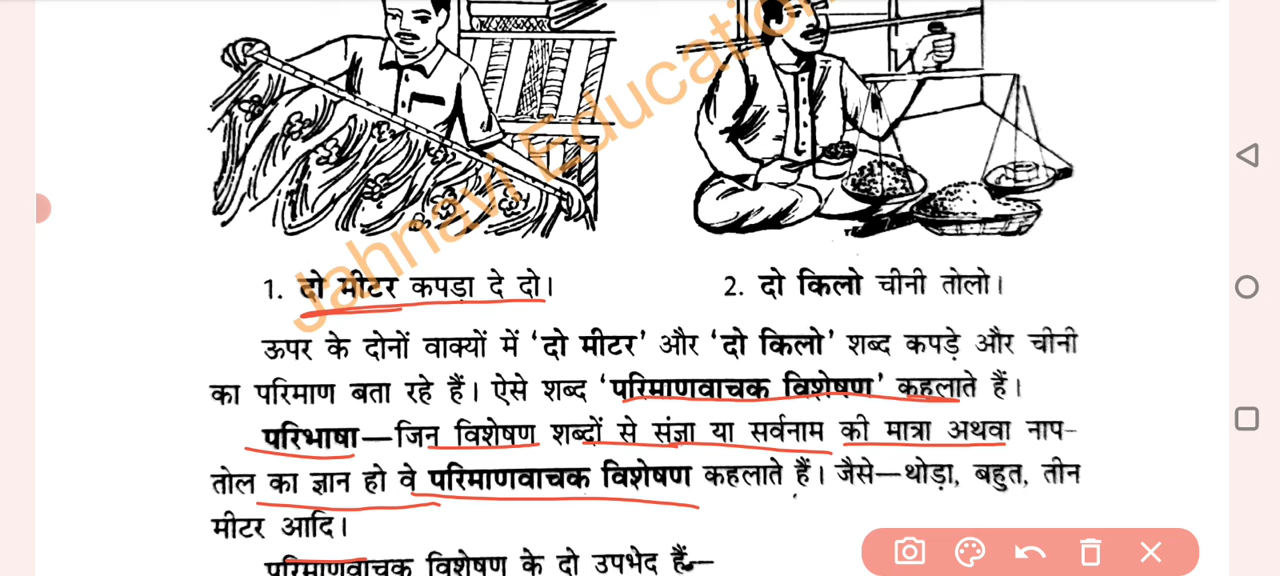 Jahnavi Education
1. दो मीटर कपड़ा दे दो।
2. दो किलो चीनी तोलो।
ऊपर के दोनों वाक्यों में ‘दो मीटर’ और ‘दो किलो’ शब्द कपड़े और चीनी
का परिमाण बता रहे हैं। ऐसे शब्द ‘परिमाणवाचक विशेषण’ कहलाते हैं।
परिभाषा—जिन विशेषण शब्दों से संज्ञा या सर्वनाम की मात्रा अथवा नाप-
तोल का ज्ञान हो वे परिमाणवाचक विशेषण कहलाते हैं। जैसे—थोड़ा, बहुत, तीन
मीटर आदि।
परिमाणवाचक विशेषण के दो उपभेद हैं—